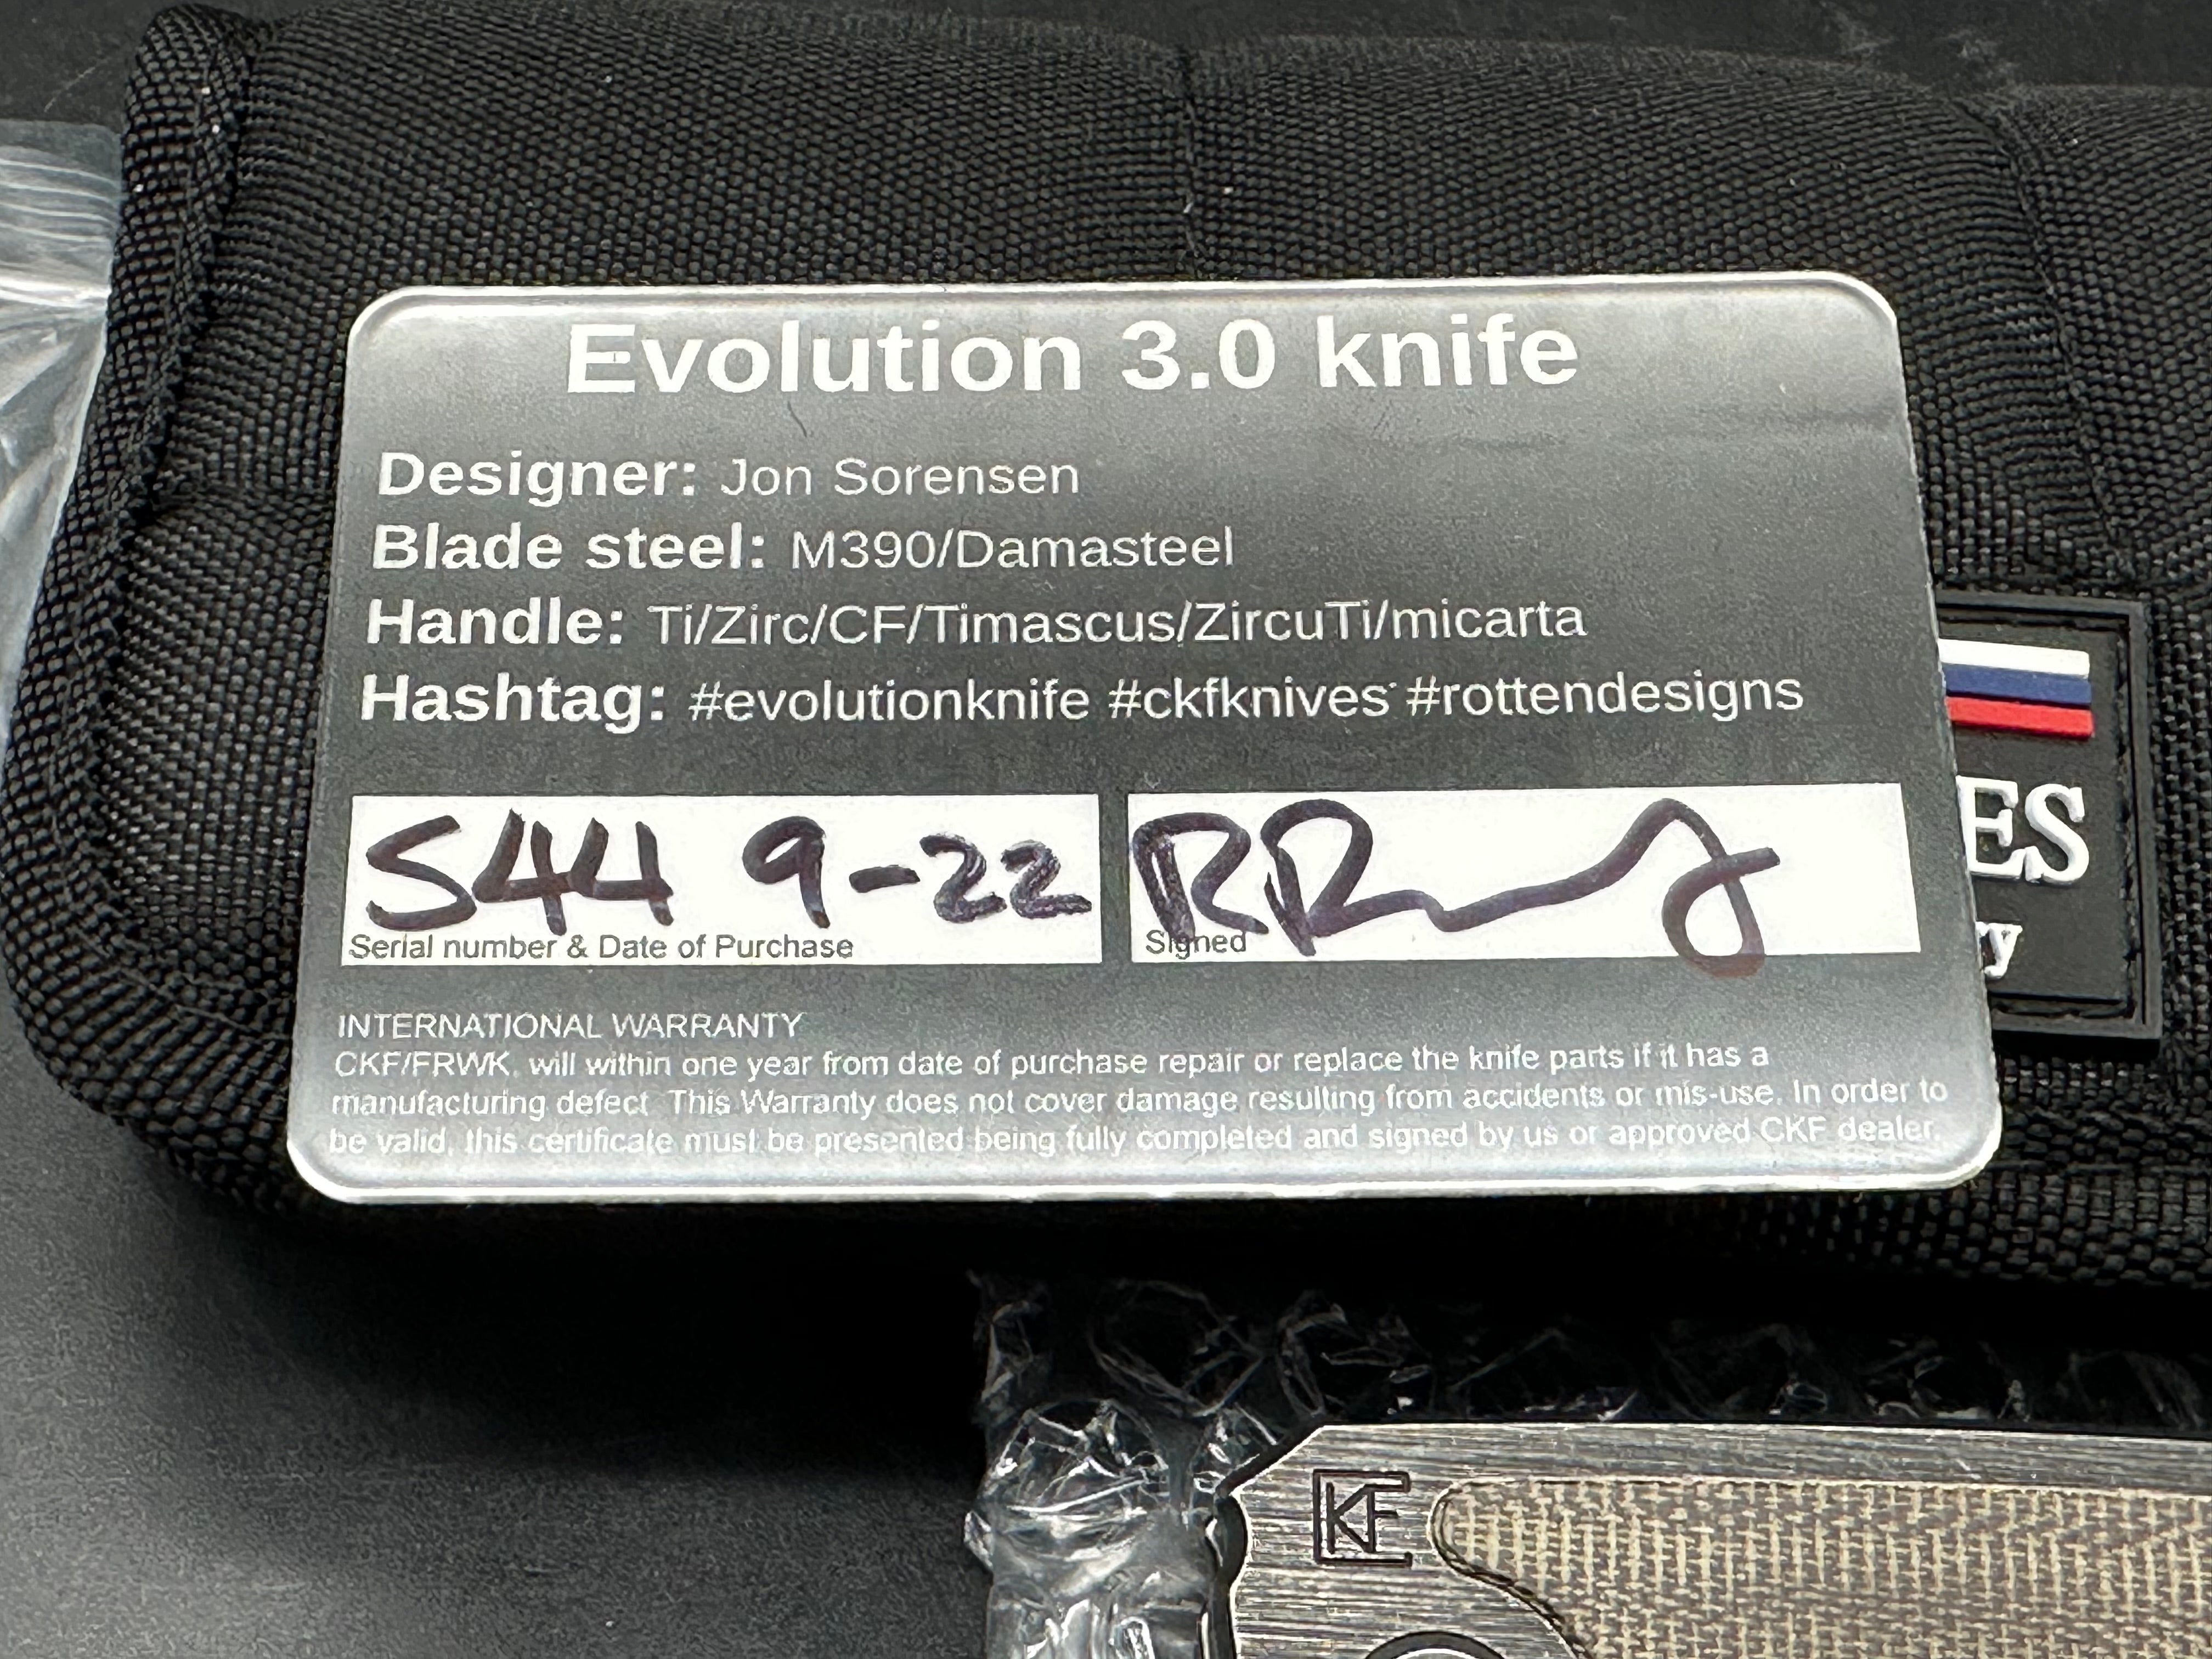 Evolution 3.0 knife
Designer: Jon Sorensen
Blade steel: M390/Damasteel
Handle: Ti/Zirc/CF/Timascus/ZircuTi/micarta
Hashtag: #evolutionknife #ckfknives #rottendesigns
S44 9-22
Serial number & Date of Purchase
Signed
INTERNATIONAL WARRANTY
CKF/FRWK, will within one year from date of purchase repair or replace the knife parts if it has a
manufacturing defect. This Warranty does not cover damage resulting from accidents or mis-use. In order to
be valid, this certificate must be presented being fully completed and signed by us or approved CKF dealer.
ES
ry
CKF